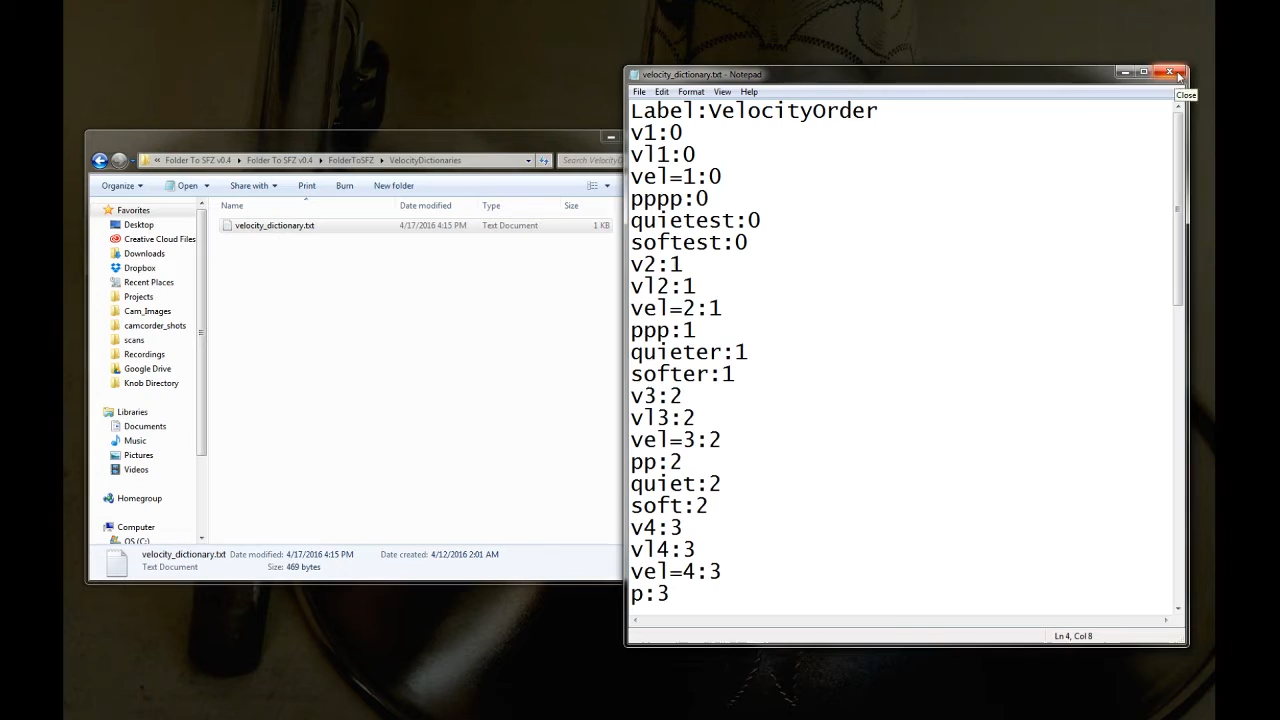 « Folder To SFZ v0.4 Folder To SFZ v0.4 FolderToSFZ VelocityDictionaries
Organize Open Share with Print Burn New folder
Favorites
Desktop
Creative Cloud Files
Downloads
Dropbox
Recent Places
Projects
Cam_Images
camcorder_shots
scans
Recordings
Google Drive
Knob Directory
Libraries
Documents
Music
Pictures
Videos
Homegroup
Computer
OS (C:)
Name Date modified Type Size
velocity_dictionary.txt 4/17/2016 4:15 PM Text Document 1 KB
velocity_dictionary.txt Date modified: 4/17/2016 4:15 PM Date created: 4/12/2016 2:01 AM
Text Document Size: 469 bytes
velocity_dictionary.txt - Notepad
Close
File Edit Format View Help
Label:VelocityOrder
v1:0
vl1:0
vel=1:0
pppp:0
quietest:0
softest:0
v2:1
vl2:1
vel=2:1
ppp:1
quieter:1
softer:1
v3:2
vl3:2
vel=3:2
pp:2
quiet:2
soft:2
v4:3
vl4:3
vel=4:3
p:3
Ln 4, Col 8